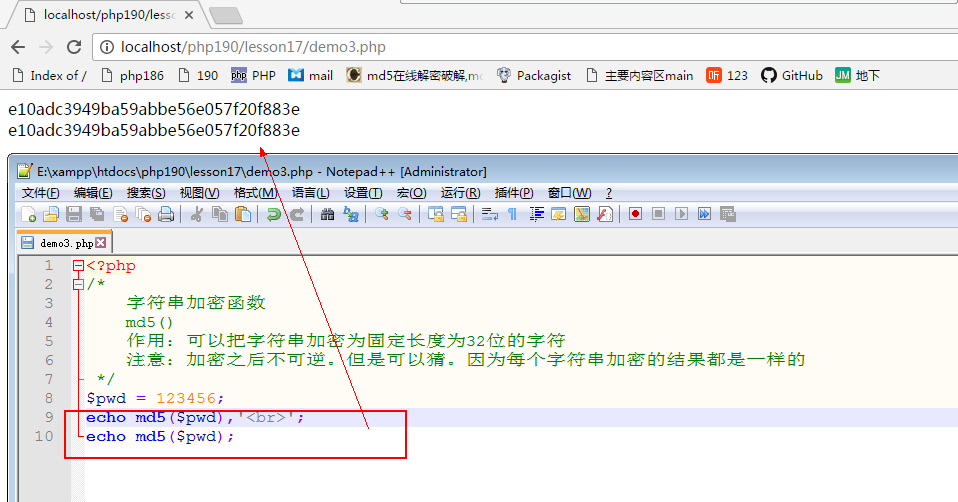 localhost/php190/lesso
localhost/php190/lesson17/demo3.php
Index of / php186 190 PHP mail md5在线解密破解,mc Packagist 主要内容区main 听 123 GitHub JM 地下
e10adc3949ba59abbe56e057f20f883e
e10adc3949ba59abbe56e057f20f883e
E:\xampp\htdocs\php190\lesson17\demo3.php - Notepad++ [Administrator]
文件(F) 编辑(E) 搜索(S) 视图(V) 格式(M) 语言(L) 设置(T) 宏(O) 运行(R) 插件(P) 窗口(W) ?
demo3.php
1 <?php
2 /*
3 字符串加密函数
4 md5()
5 作用：可以把字符串加密为固定长度为32位的字符
6 注意：加密之后不可逆。但是可以猜。因为每个字符串加密的结果都是一样的
7 */
8 $pwd = 123456;
9 echo md5($pwd),'<br>';
10 echo md5($pwd);